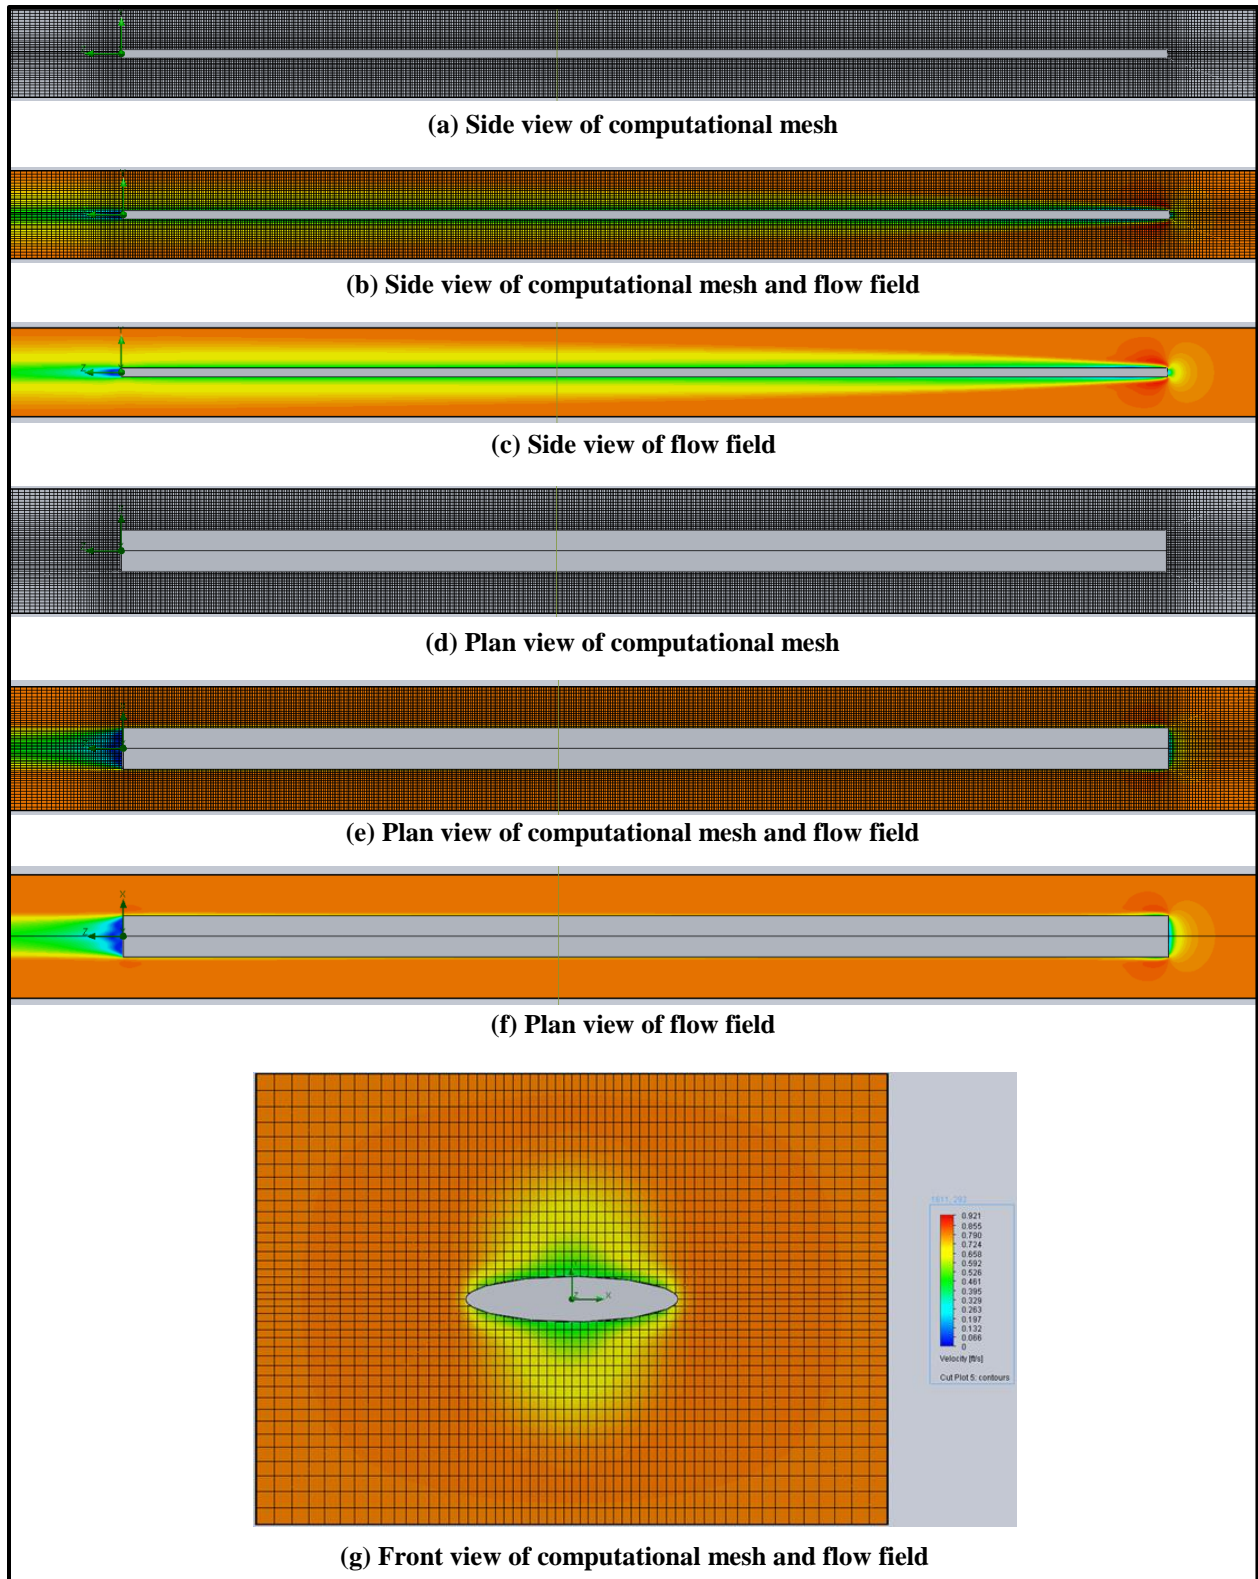 (a) Side view of computational mesh
(b) Side view of computational mesh and flow field
Y
Z
(c) Side view of flow field
(d) Plan view of computational mesh
(e) Plan view of computational mesh and flow field
X
Z
(f) Plan view of flow field
Y
Z
X
0.921
0.855
0.790
0.724
0.658
0.592
0.526
0.461
0.395
0.329
0.263
0.197
0.132
0.066
0
Velocity [ft/s]
Cut Plot 5: contours
(g) Front view of computational mesh and flow field